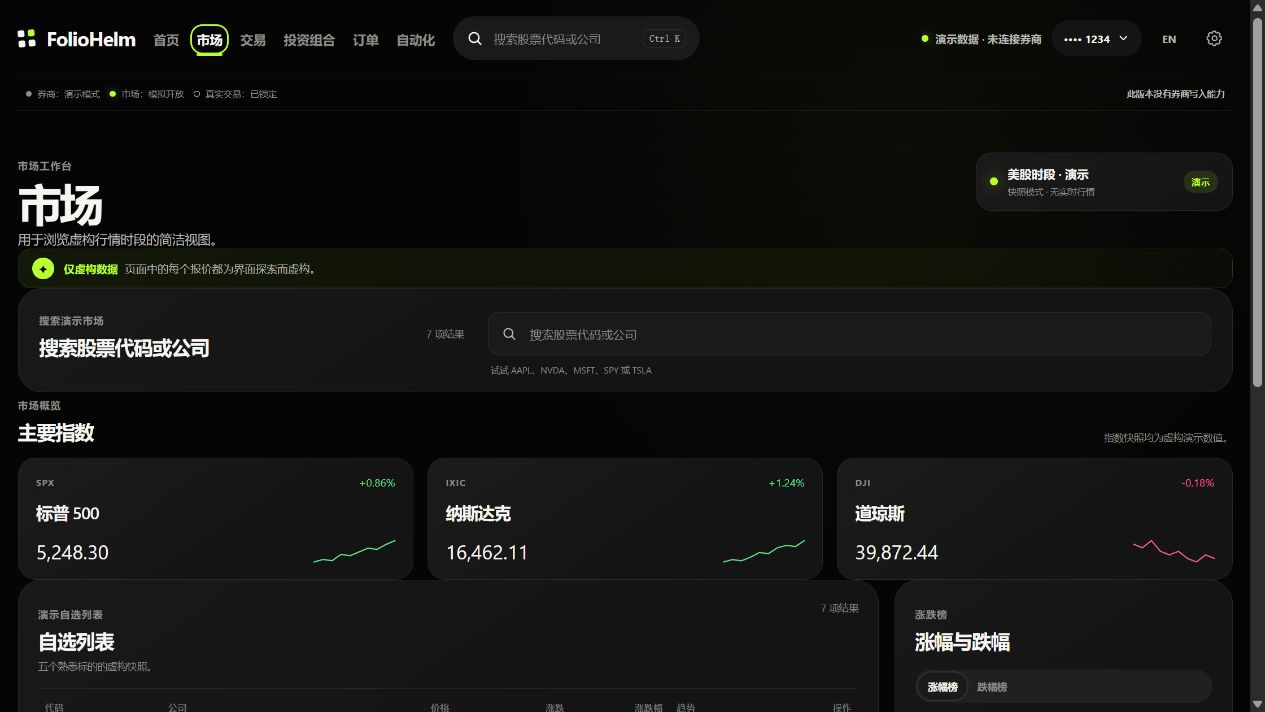 FolioHelm 首页 市场 交易 投资组合 订单 自动化 搜索股票代码或公司 Ctrl K 演示数据 · 未连接券商 •••• 1234 EN
券商：演示模式 市场：模拟开放 真实交易：已锁定 此版本没有券商写入能力
市场工作台
市场
用于浏览虚构行情时段的简洁视图。
美股时段 · 演示
快照模式 · 无实时行情
演示
仅虚构数据 页面中的每个报价都为界面探索而虚构。
搜索演示市场
搜索股票代码或公司
7 项结果
搜索股票代码或公司
试试 AAPL、NVDA、MSFT、SPY 或 TSLA
市场概览
主要指数
指数快照均为虚构演示数值。
SPX +0.86%
标普 500
5,248.30
IXIC +1.24%
纳斯达克
16,462.11
DJI -0.18%
道琼斯
39,872.44
演示自选列表
7 项结果
自选列表
五个熟悉标的的虚构快照。
代码 公司 价格 涨跌 涨跌幅 趋势 操作
涨跌榜
涨幅与跌幅
涨幅榜 跌幅榜